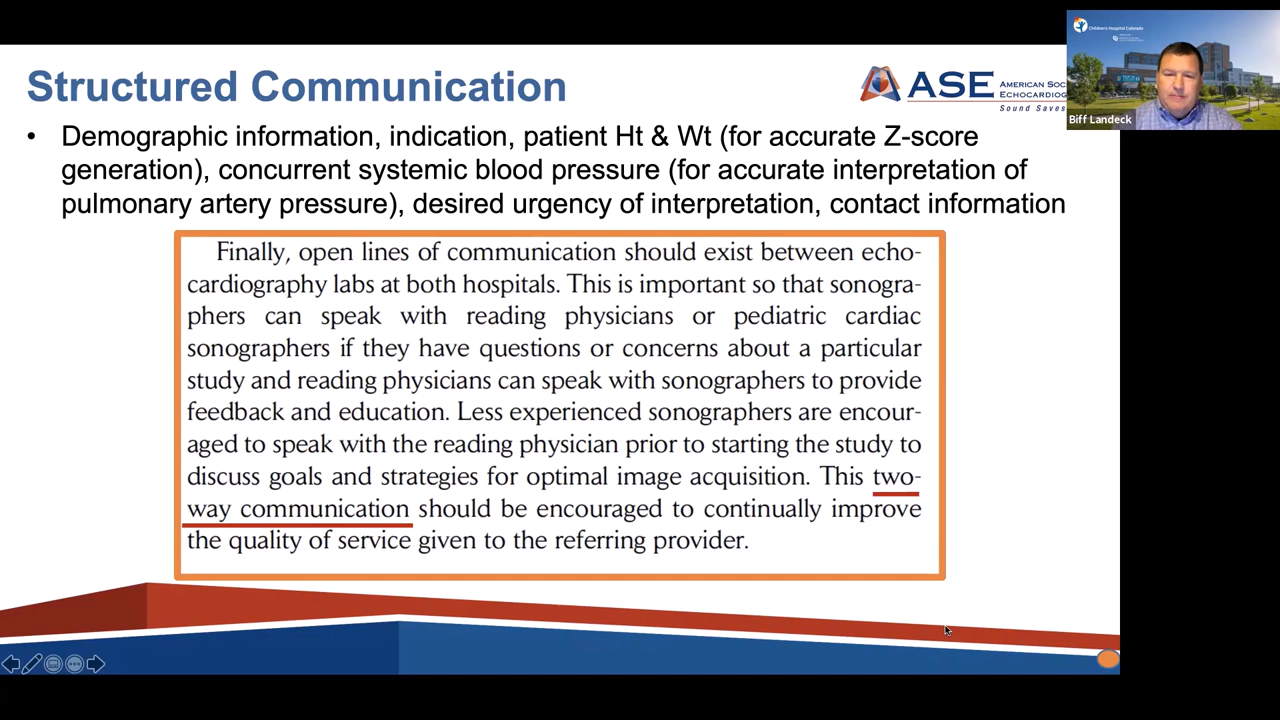 Structured Communication
ASE AMERICAN SOC
ECHOCARDIOG
Sound Saves
Children's Hospital Colorado
Biff Landeck
• Demographic information, indication, patient Ht & Wt (for accurate Z-score
generation), concurrent systemic blood pressure (for accurate interpretation of
pulmonary artery pressure), desired urgency of interpretation, contact information
Finally, open lines of communication should exist between echo-
cardiography labs at both hospitals. This is important so that sonogra-
phers can speak with reading physicians or pediatric cardiac
sonographers if they have questions or concerns about a particular
study and reading physicians can speak with sonographers to provide
feedback and education. Less experienced sonographers are encour-
aged to speak with the reading physician prior to starting the study to
discuss goals and strategies for optimal image acquisition. This two-
way communication should be encouraged to continually improve
the quality of service given to the referring provider.